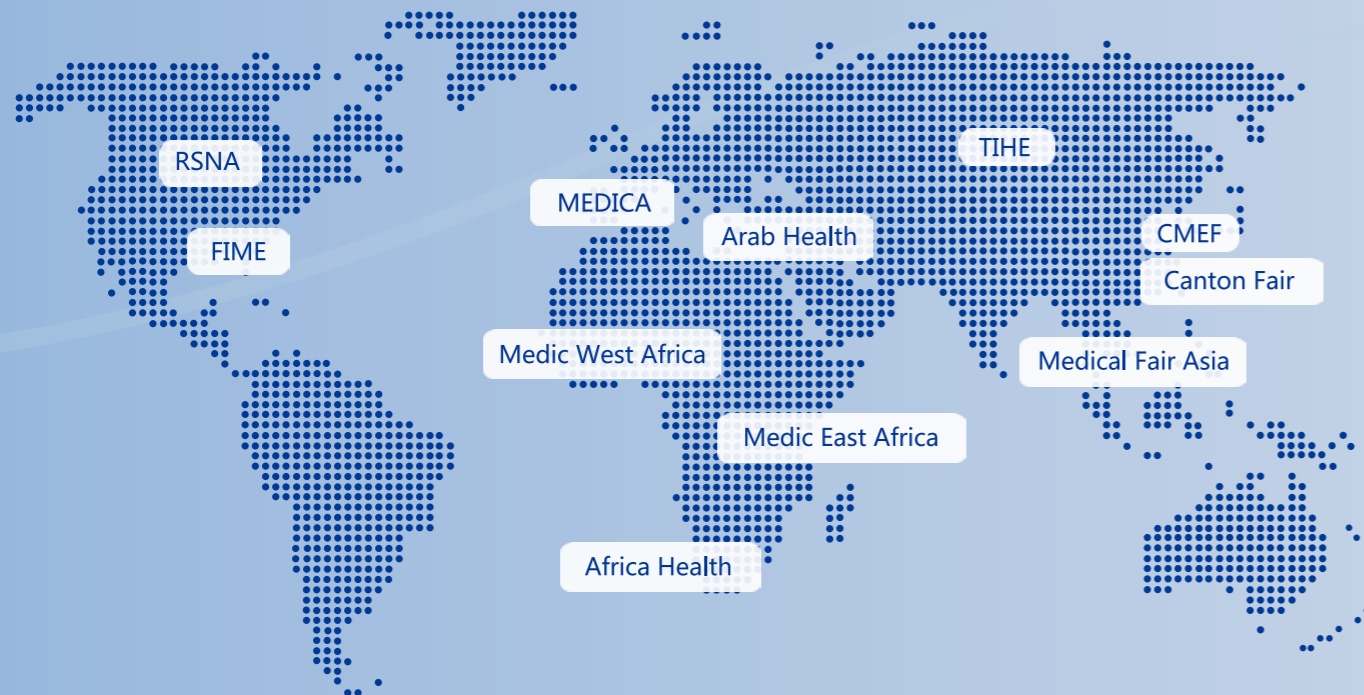 TIHE
RSNA
MEDICA
CMEF
Arab Health
FIME
Canton Fair
Medic West Africa
Medical Fair Asia
Medic East Africa
Africa Health